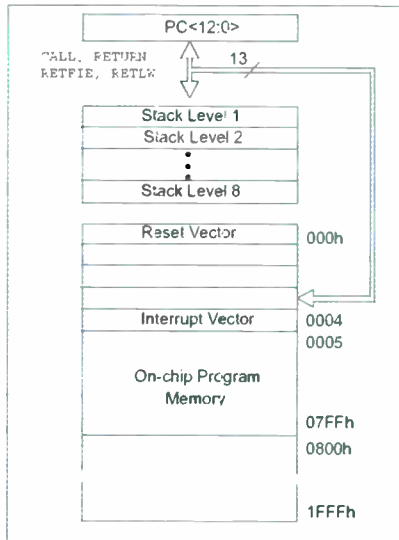 PC<12:0>
CALL, RETURN
RETFIE, RETLW
13
Stack Level 1
Stack Level 2
Stack Level 8
Reset Vector
000h
Interrupt Vector
0004
0005
On-chip Program
Memory
07FFh
0800h
1FFFh